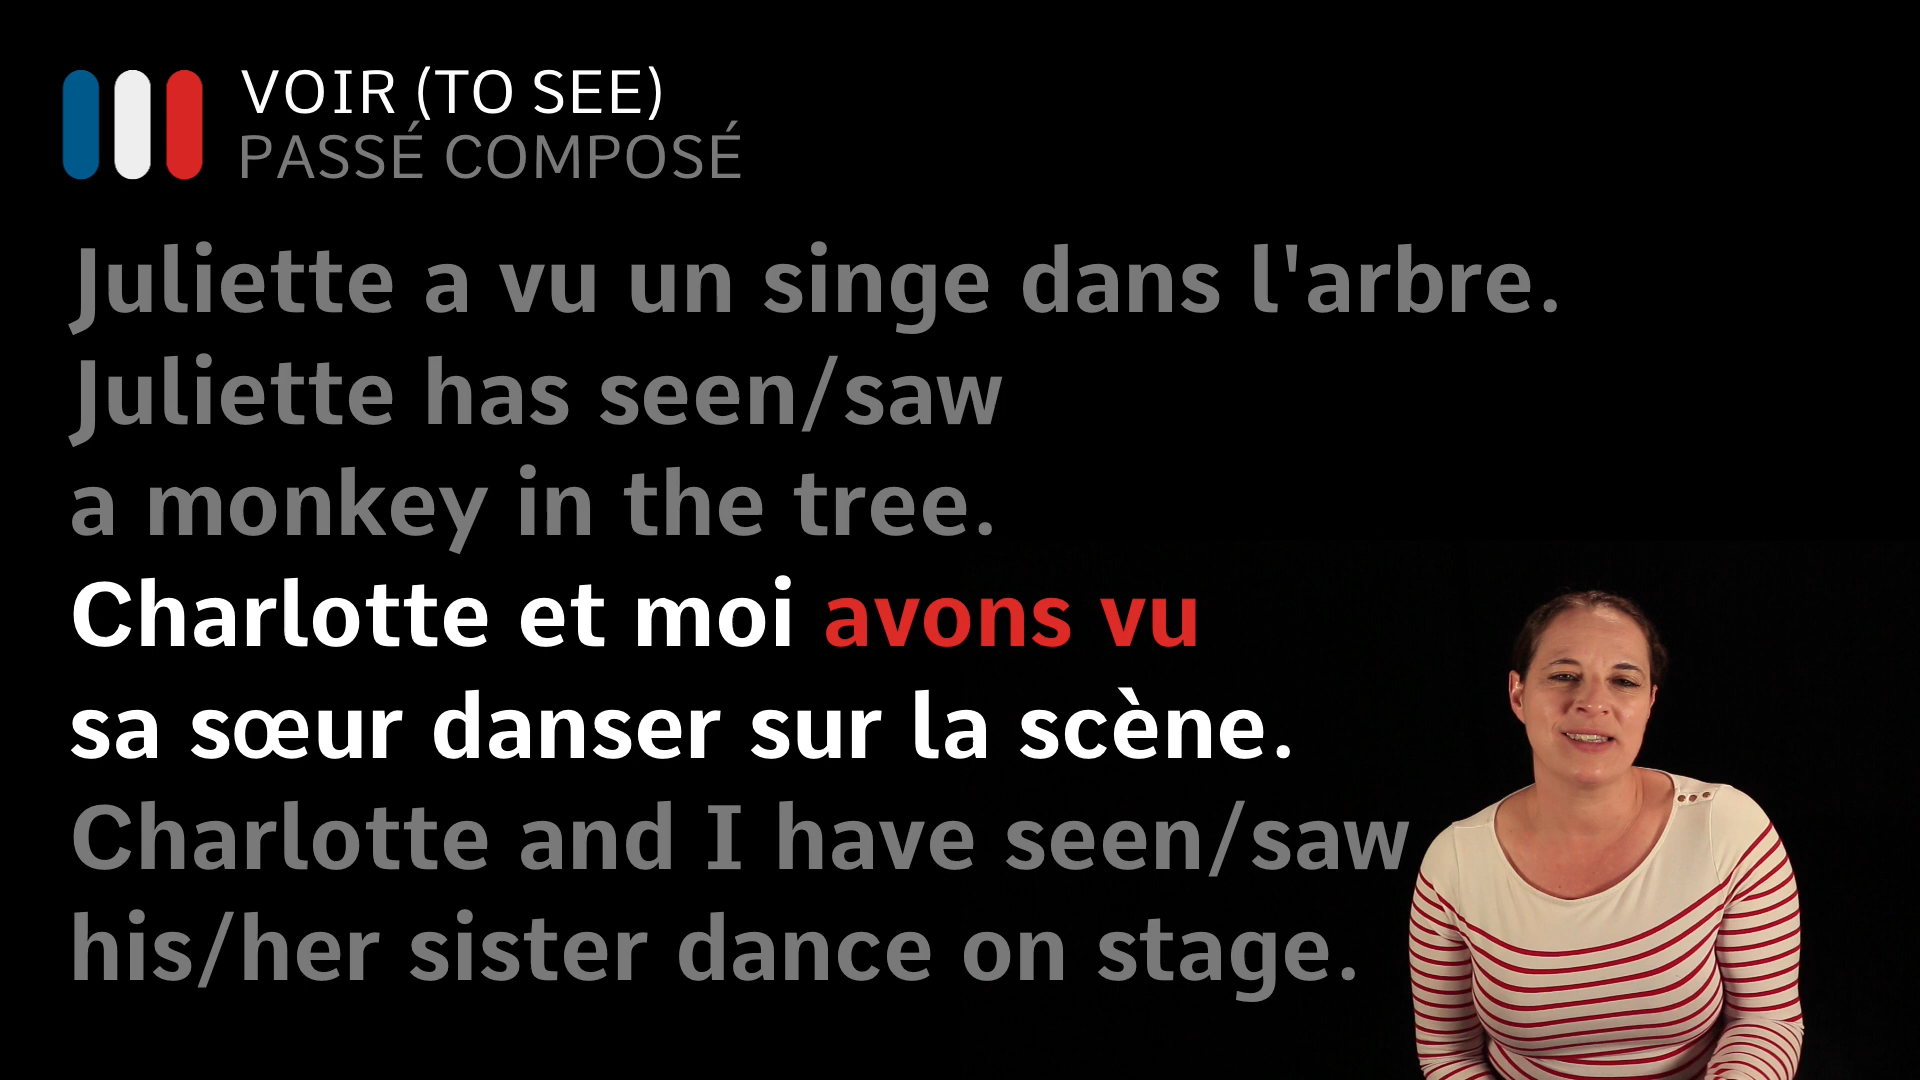 VOIR (TO SEE)
PASSÉ COMPOSÉ
Juliette a vu un singe dans l'arbre.
Juliette has seen/saw
a monkey in the tree.
Charlotte et moi avons vu
sa sœur danser sur la scène.
Charlotte and I have seen/saw
his/her sister dance on stage.